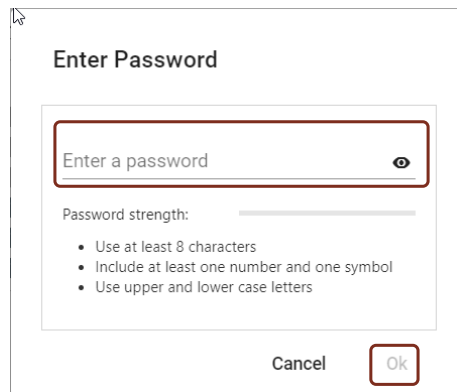 Enter Password
Enter a password
Password strength:
• Use at least 8 characters
• Include at least one number and one symbol
• Use upper and lower case letters
Cancel Ok